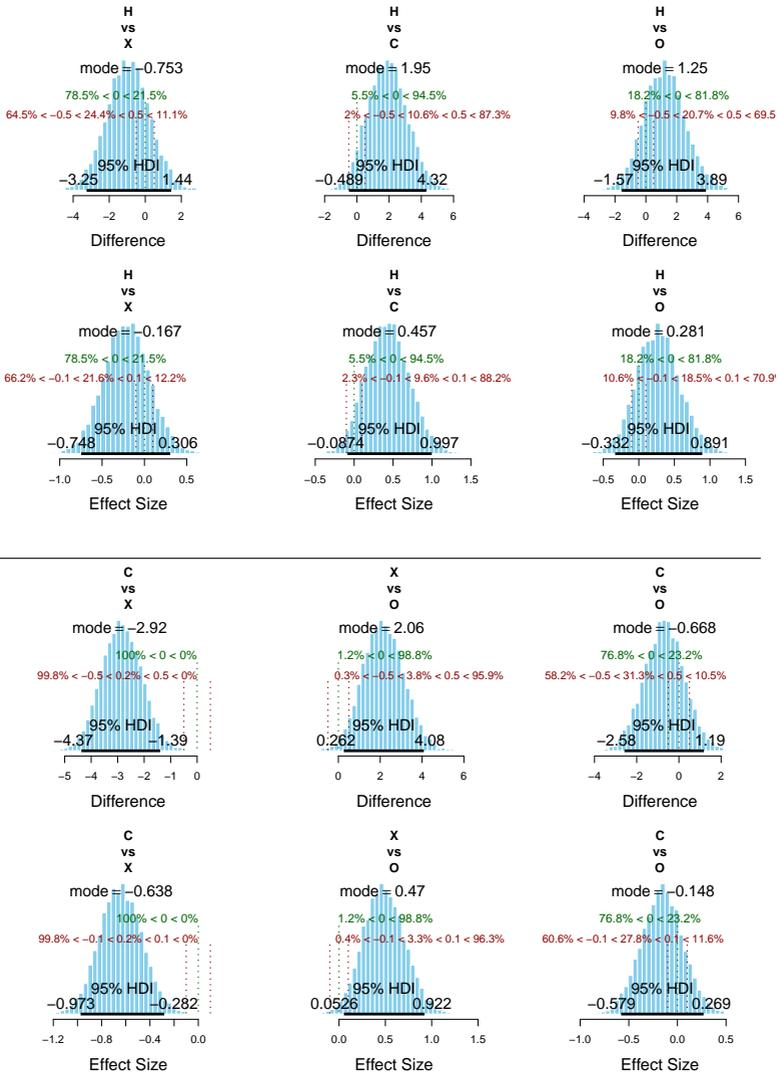 H
vs
X
mode = −0.753
78.5% < 0 < 21.5%
64.5% < −0.5 < 24.4% < 0.5 < 11.1%
95% HDI
−3.25 1.44
−4 −2 0 2
Difference
H
vs
C
mode = 1.95
5.5% < 0 < 94.5%
2% < −0.5 < 10.6% < 0.5 < 87.3%
95% HDI
−0.489 4.32
−2 0 2 4 6
Difference
H
vs
O
mode = 1.25
18.2% < 0 < 81.8%
9.8% < −0.5 < 20.7% < 0.5 < 69.5
95% HDI
−1.57 3.89
−4 −2 0 2 4 6
Difference
H
vs
X
mode = −0.167
78.5% < 0 < 21.5%
66.2% < −0.1 < 21.6% < 0.1 < 12.2%
95% HDI
−0.748 0.306
−1.0 −0.5 0.0 0.5
Effect Size
H
vs
C
mode = 0.457
5.5% < 0 < 94.5%
2.3% < −0.1 < 9.6% < 0.1 < 88.2%
95% HDI
−0.0874 0.997
−0.5 0.0 0.5 1.0 1.5
Effect Size
H
vs
O
mode = 0.281
18.2% < 0 < 81.8%
10.6% < −0.1 < 18.5% < 0.1 < 70.9%
95% HDI
−0.332 0.891
−0.5 0.0 0.5 1.0 1.5
Effect Size
C
vs
X
mode = −2.92
100% < 0 < 0%
99.8% < −0.5 < 0.2% < 0.5 < 0%
95% HDI
−4.37 −1.39
−5 −4 −3 −2 −1 0
Difference
X
vs
O
mode = 2.06
1.2% < 0 < 98.8%
0.3% < −0.5 < 3.8% < 0.5 < 95.9%
95% HDI
0.262 4.08
0 2 4 6
Difference
C
vs
O
mode = −0.668
76.8% < 0 < 23.2%
58.2% < −0.5 < 31.3% < 0.5 < 10.5%
95% HDI
−2.58 1.19
−4 −2 0 2
Difference
C
vs
X
mode = −0.638
100% < 0 < 0%
99.8% < −0.1 < 0.2% < 0.1 < 0%
95% HDI
−0.973 −0.282
−1.2 −0.8 −0.4 0.0
Effect Size
X
vs
O
mode = 0.47
1.2% < 0 < 98.8%
0.4% < −0.1 < 3.3% < 0.1 < 96.3%
95% HDI
0.0526 0.922
0.0 0.5 1.0 1.5
Effect Size
C
vs
O
mode = −0.148
76.8% < 0 < 23.2%
60.6% < −0.1 < 27.8% < 0.1 < 11.6%
95% HDI
−0.579 0.269
−1.0 −0.5 0.0 0.5
Effect Size